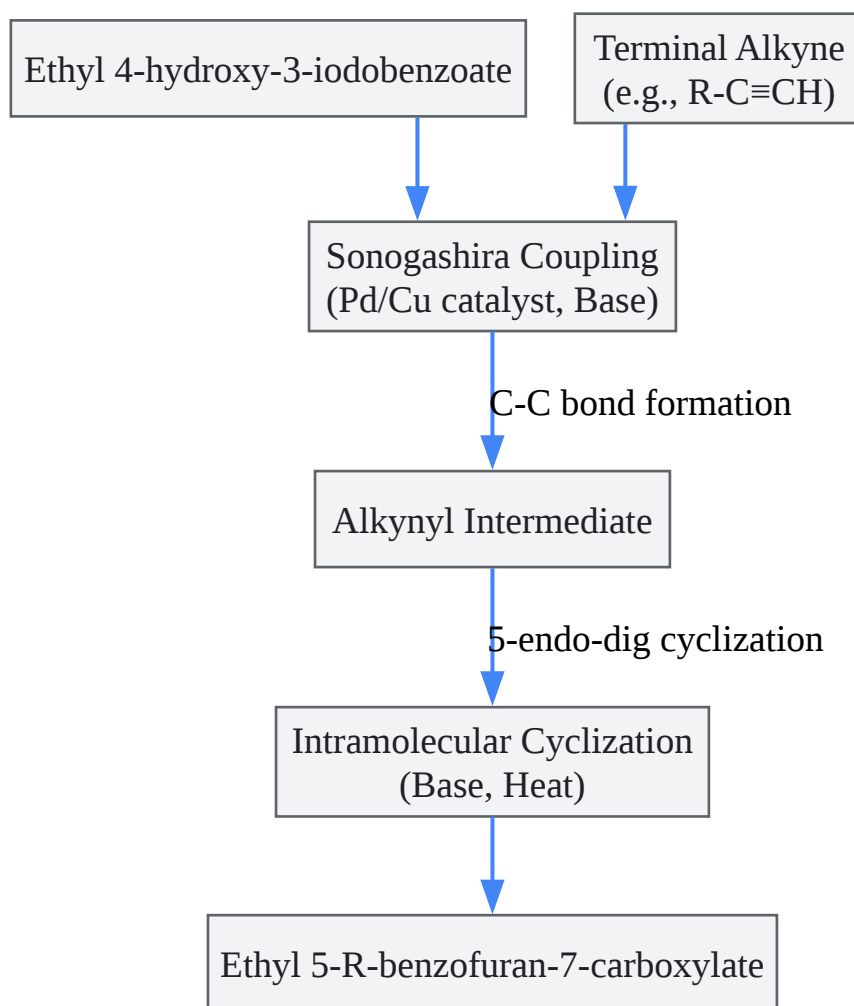 Ethyl 4-hydroxy-3-iodobenzoate
Terminal Alkyne
(e.g., R-C≡CH)
Sonogashira Coupling
(Pd/Cu catalyst, Base)
C-C bond formation
Alkynyl Intermediate
5-endo-dig cyclization
Intramolecular Cyclization
(Base, Heat)
Ethyl 5-R-benzofuran-7-carboxylate